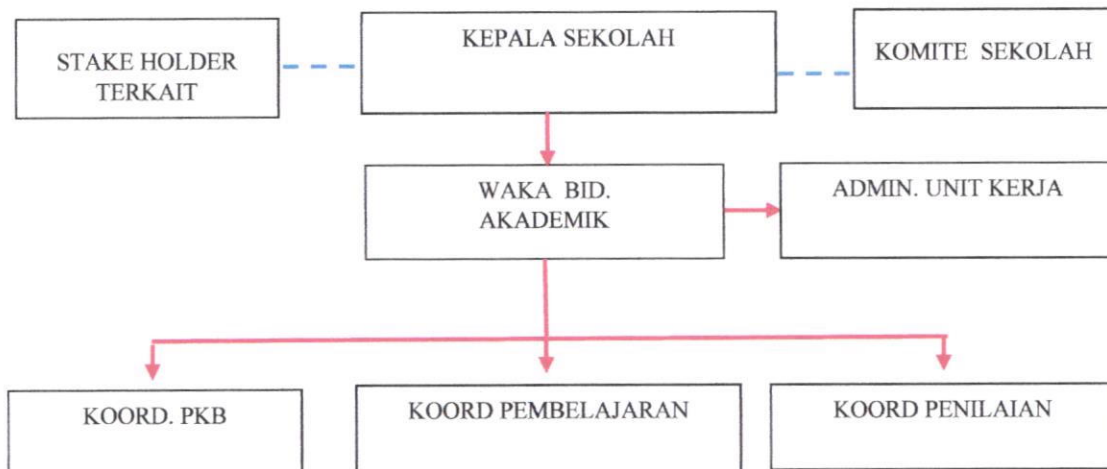 STAKE HOLDER
TERKAIT
KEPALA SEKOLAH
KOMITE SEKOLAH
WAKA BID.
AKADEMIK
ADMIN. UNIT KERJA
KOORD. PKB
KOORD PEMBELAJARAN
KOORD PENILAIAN